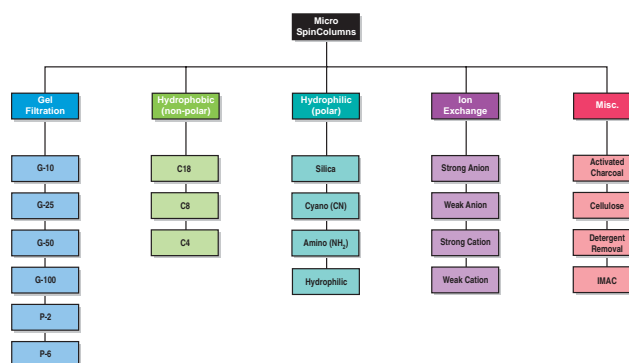 Micro
SpinColumns
Gel
Filtration
Hydrophobic
(non-polar)
Hydrophilic
(polar)
Ion
Exchange
Misc.
G-10
G-25
G-50
G-100
P-2
P-6
C18
C8
C4
Silica
Cyano (CN)
Amino (NH₂)
Hydrophilic
Strong Anion
Weak Anion
Strong Cation
Weak Cation
Activated
Charcoal
Cellulose
Detergent
Removal
IMAC